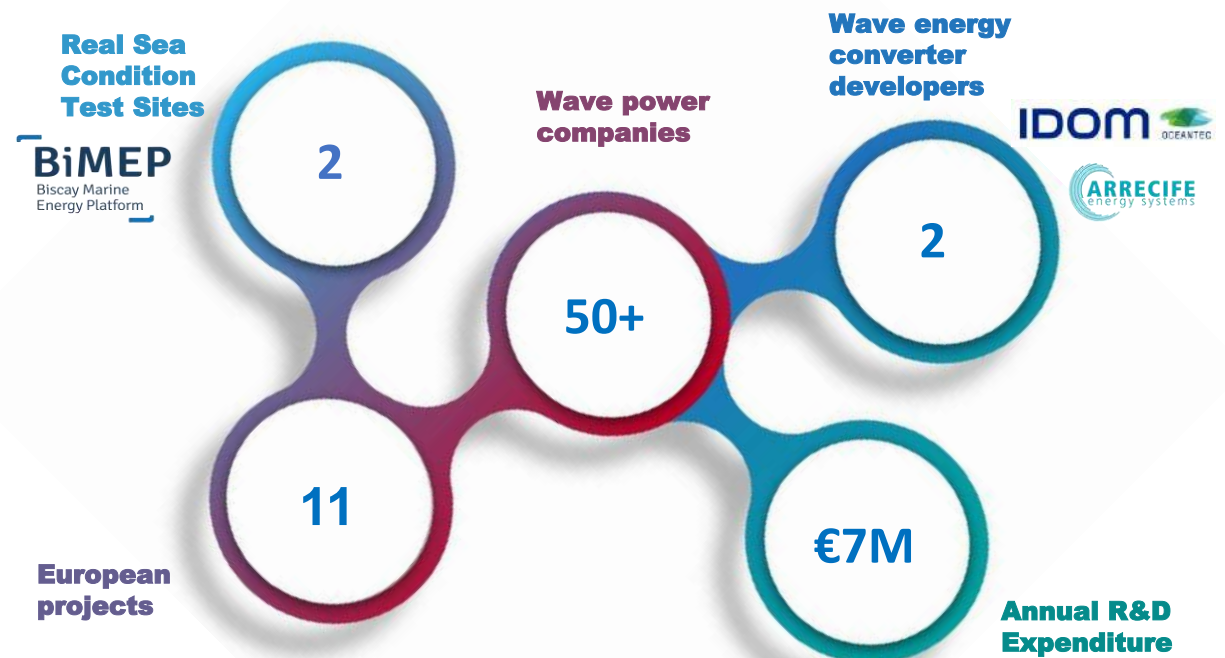 Real Sea
Condition
Test Sites
BiMEP
Biscay Marine
Energy Platform
2
Wave power
companies
50+
Wave energy
converter
developers
IDOM OCEANTEC
ARRECIFE
energy systems
2
11
European
projects
€7M
Annual R&D
Expenditure